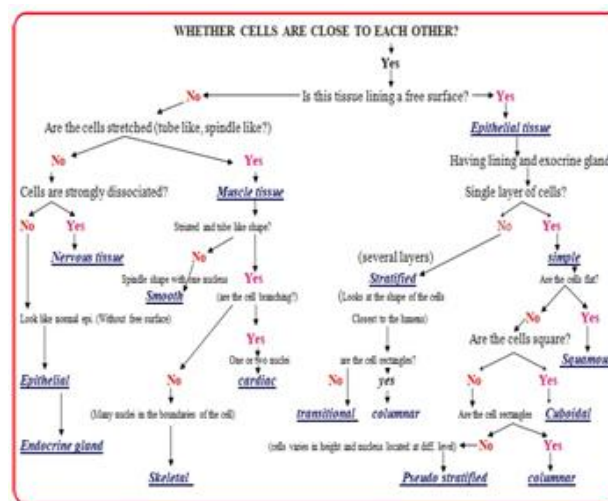 WHETHER CELLS ARE CLOSE TO EACH OTHER?
Yes
No
Is this tissue lining a free surface?
Yes
Are the cells stretched (tube like, spindle like?)
Epithelial tissue
No
Yes
Having lining and exocrine gland
Cells are strongly dissociated?
Muscle tissue
Single layer of cells?
No
Yes
Striated and tube like shape?
No
Yes
Nervous tissue
No
(several layers)
simple
Spindle shape with one nucleus
Yes
Stratified
Are the cells flat?
Smooth
(are the cell branching?)
(Looks at the shape of the cells
Look like normal eps. (Without free surface)
Closest to the lumens)
No
Yes
Yes
Are the cells square?
One or two nuclei
are the cell rectangles?
Squamous
Epithelial
No
cardiac
No
yes
No
Yes
(Many nuclei in the boundaries of the cell)
transitional
columnar
Are the cell rectangles
Cuboidal
Endocrine gland
(cells varies in height and nucleus located at diff. level)
No
Yes
Skeletal
Pseudo stratified
columnar